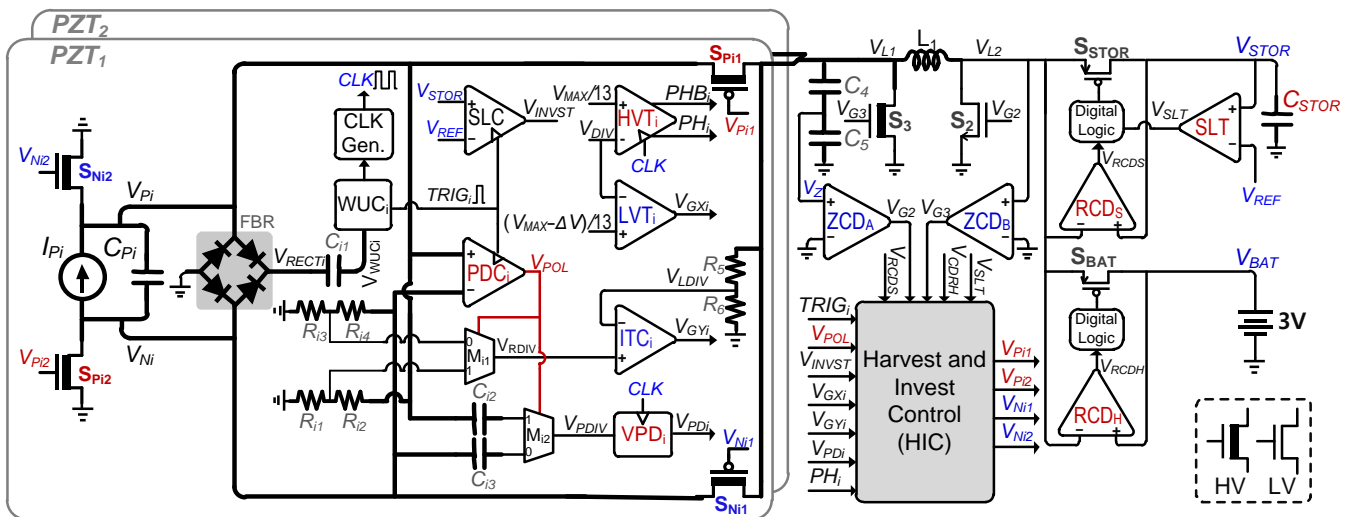 PZT2
PZT1
CLK
CLK Gen.
WUCi
TRIGi
VWUCi
Ci1
VRECTi
FBR
VNi2
SNi2
VPi
IPi
CPi
VNi
VPi2
SPi2
VSTOR
VREF
SLC
VINVST
VMAX/13
VDIV
HVTi
PHBi
PHi
CLK
(VMAX-ΔV)/13
LVTi
VGXi
PDCi
VPOL
Ri3
Ri4
Ri1
Ri2
0
1
Mi1
VRDIV
VLDIV
ITCi
VGYi
R5
R6
Ci2
Ci3
1
0
Mi2
VPDIV
CLK
VPDi
VPDi
SPi1
VPi1
VNi1
SNi1
VL1
L1
VL2
C4
C5
VG3
S3
S2
VG2
VZ
ZCDA
VG2
VG3
ZCDB
VRCDS
VCDRH
VSLT
TRIGi
VPOL
VINVST
VGXi
VGYi
VPDi
PHi
Harvest and
Invest
Control
(HIC)
VPi1
VPi2
VNi1
VNi2
SSTOR
VSTOR
Digital
Logic
VSLT
SLT
CSTOR
VREF
VRCDS
RCDS
SBAT
VBAT
Digital
Logic
VRCDH
RCDH
3V
HV
LV